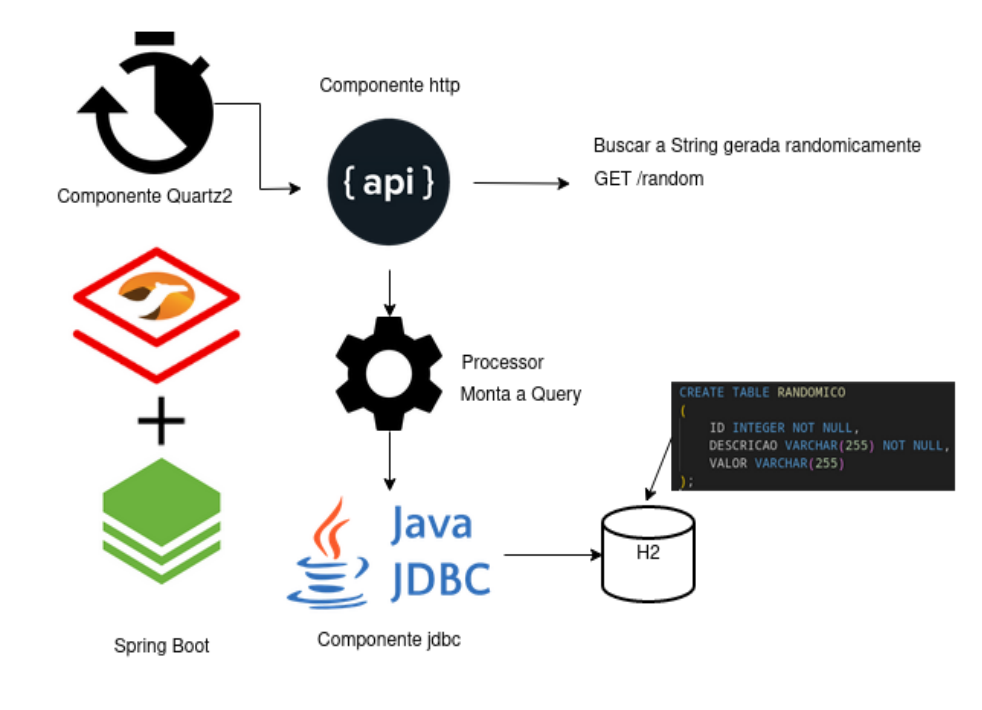 Componente http
{ api }
Buscar a String gerada randomicamente
GET /random
Componente Quartz2
Processor
Monta a Query
CREATE TABLE RANDOMICO
(
ID INTEGER NOT NULL,
DESCRICAO VARCHAR(255) NOT NULL,
VALOR VARCHAR(255)
);
Java
JDBC
H2
Componente jdbc
Spring Boot